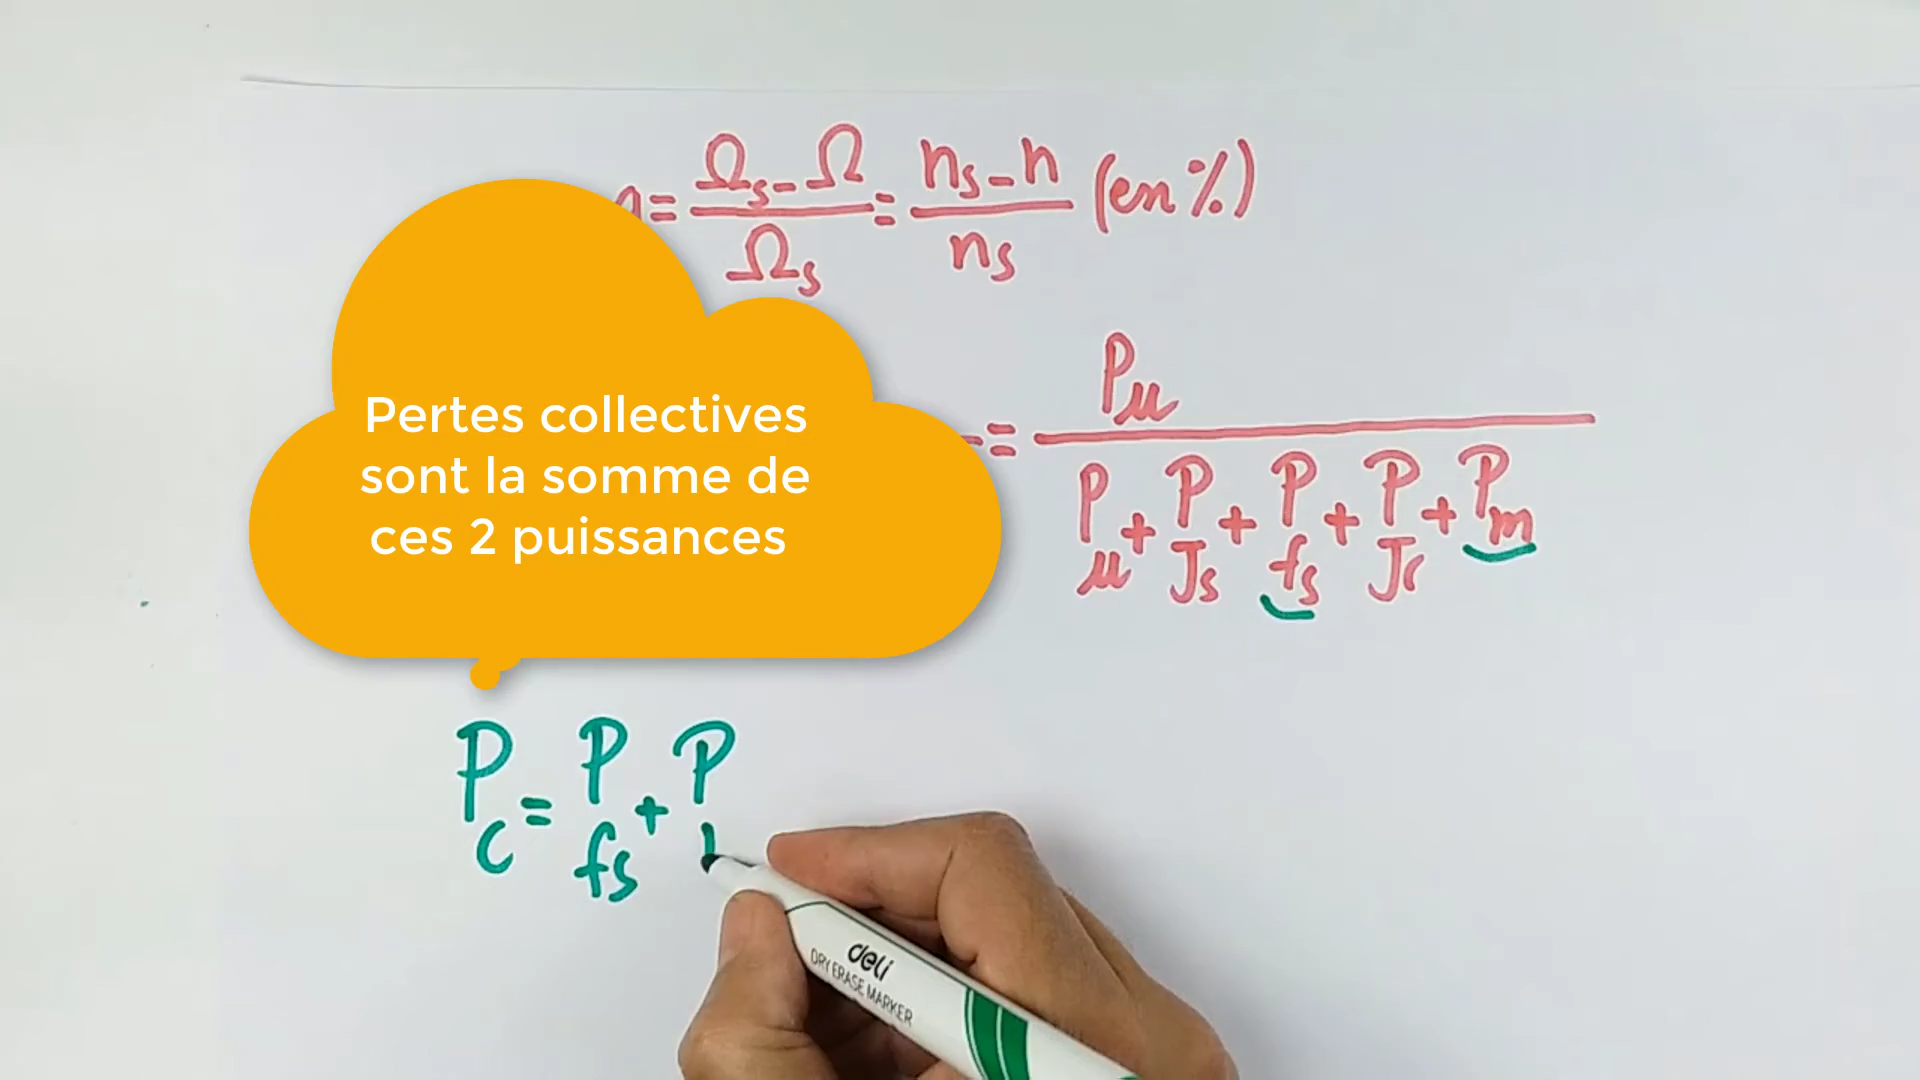 g = Ωs - Ω / Ωs = ns - n / ns (en %)
= Pu / Pu + PJs + Pfs + PJr + Pm
Pertes collectives
sont la somme de
ces 2 puissances
Pc = Pfs + P
deli
DRY ERASE MARKER